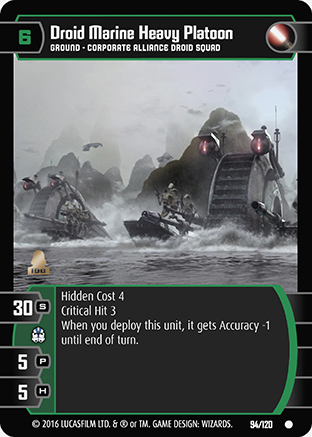 6
Droid Marine Heavy Platoon
GROUND - CORPORATE ALLIANCE DROID SQUAD
100
30 S
5 P
5 H
Hidden Cost 4
Critical Hit 3
When you deploy this unit, it gets Accuracy -1
until end of turn.
© 2016 LUCASFILM LTD. & ® or TM. GAME DESIGN: WIZARDS.
94/120